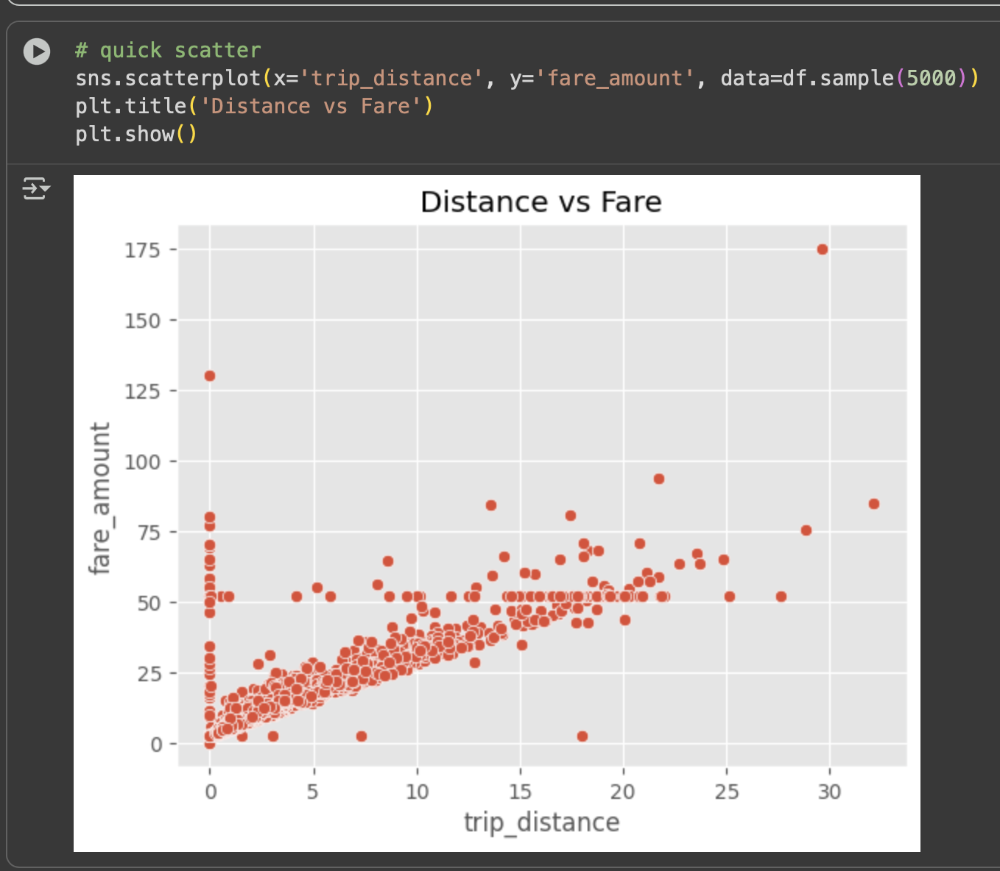 # quick scatter
sns.scatterplot(x='trip_distance', y='fare_amount', data=df.sample(5000))
plt.title('Distance vs Fare')
plt.show()
Distance vs Fare
175
150
125
100
75
50
25
0
fare_amount
0 5 10 15 20 25 30
trip_distance